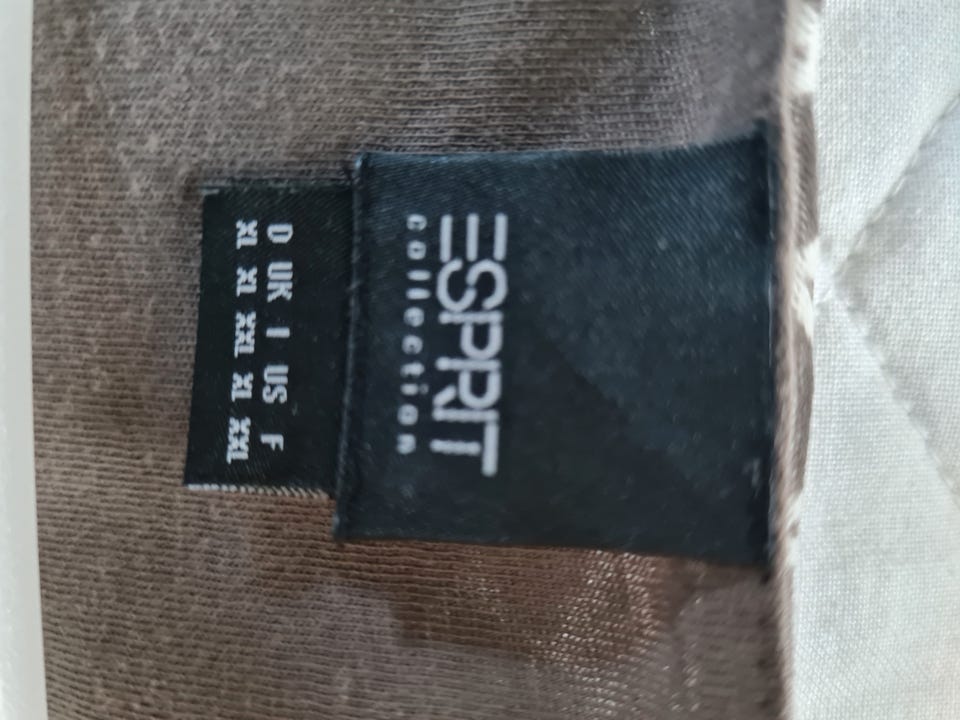 ESPRIT
collection
D UK I US F
XL XL XXL XL XXL